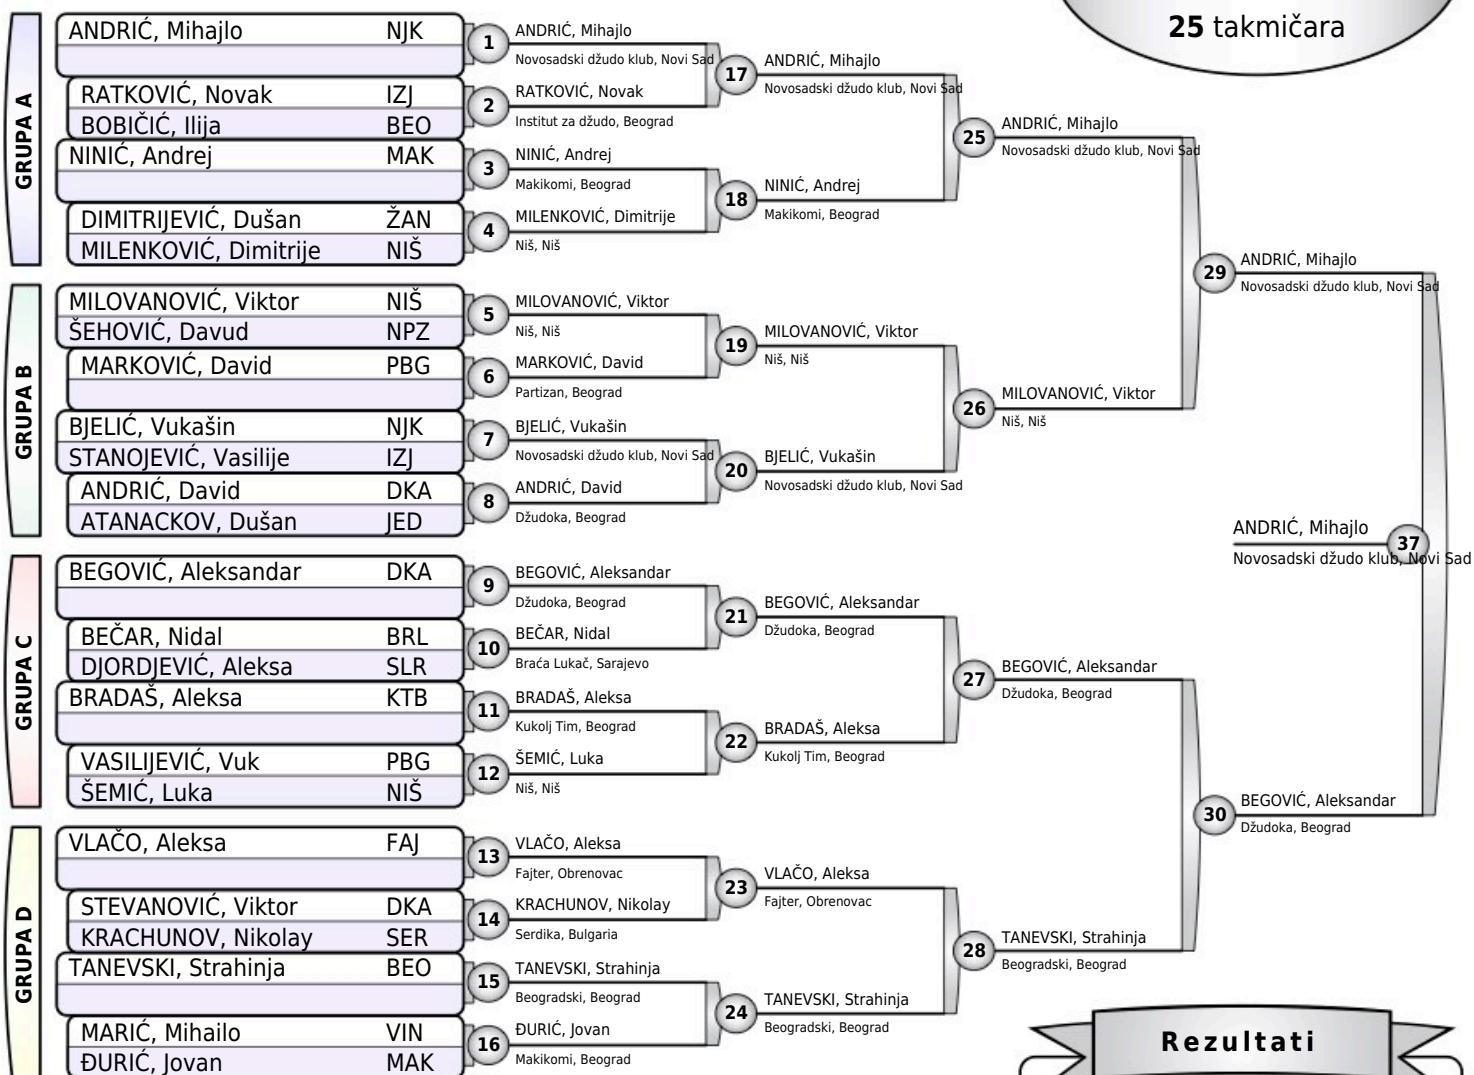 25 takmičara
GRUPA A
ANDRIĆ, Mihajlo NJK
RATKOVIĆ, Novak IZJ
BOBIČIĆ, Ilija BEO
NINIĆ, Andrej MAK
DIMITRIJEVIĆ, Dušan ŽAN
MILENKOVIĆ, Dimitrije NIŠ
GRUPA B
MILOVANOVIĆ, Viktor NIŠ
ŠEHOVIĆ, Davud NPZ
MARKOVIĆ, David PBG
BJELIĆ, Vukašin NJK
STANOJEVIĆ, Vasilije IZJ
ANDRIĆ, David DKA
ATANACKOV, Dušan JED
GRUPA C
BEGOVIĆ, Aleksandar DKA
BEČAR, Nidal BRL
DJORDJEVIĆ, Aleksa SLR
BRADAŠ, Aleksa KTB
VASILIJEVIĆ, Vuk PBG
ŠEMIĆ, Luka NIŠ
GRUPA D
VLAČO, Aleksa FAJ
STEVANOVIĆ, Viktor DKA
KRACHUNOV, Nikolay SER
TANEVSKI, Strahinja BEO
MARIĆ, Mihailo VIN
ĐURIĆ, Jovan MAK
1 ANDRIĆ, Mihajlo
Novosadski džudo klub, Novi Sad
2 RATKOVIĆ, Novak
Institut za džudo, Beograd
3 NINIĆ, Andrej
Makikomi, Beograd
4 MILENKOVIĆ, Dimitrije
Niš, Niš
5 MILOVANOVIĆ, Viktor
Niš, Niš
6 MARKOVIĆ, David
Partizan, Beograd
7 BJELIĆ, Vukašin
Novosadski džudo klub, Novi Sad
8 ANDRIĆ, David
Džudoka, Beograd
9 BEGOVIĆ, Aleksandar
Džudoka, Beograd
10 BEČAR, Nidal
Braća Lukač, Sarajevo
11 BRADAŠ, Aleksa
Kukolj Tim, Beograd
12 ŠEMIĆ, Luka
Niš, Niš
13 VLAČO, Aleksa
Fajter, Obrenovac
14 KRACHUNOV, Nikolay
Serdika, Bulgaria
15 TANEVSKI, Strahinja
Beogradski, Beograd
16 ĐURIĆ, Jovan
Makikomi, Beograd
17 ANDRIĆ, Mihajlo
Novosadski džudo klub, Novi Sad
18 NINIĆ, Andrej
Makikomi, Beograd
19 MILOVANOVIĆ, Viktor
Niš, Niš
20 BJELIĆ, Vukašin
Novosadski džudo klub, Novi Sad
21 BEGOVIĆ, Aleksandar
Džudoka, Beograd
22 BRADAŠ, Aleksa
Kukolj Tim, Beograd
23 VLAČO, Aleksa
Fajter, Obrenovac
24 TANEVSKI, Strahinja
Beogradski, Beograd
25 ANDRIĆ, Mihajlo
Novosadski džudo klub, Novi Sad
26 MILOVANOVIĆ, Viktor
Niš, Niš
27 BEGOVIĆ, Aleksandar
Džudoka, Beograd
28 TANEVSKI, Strahinja
Beogradski, Beograd
29 ANDRIĆ, Mihajlo
Novosadski džudo klub, Novi Sad
30 BEGOVIĆ, Aleksandar
Džudoka, Beograd
ANDRIĆ, Mihajlo 37
Novosadski džudo klub, Novi Sad
Rezultati